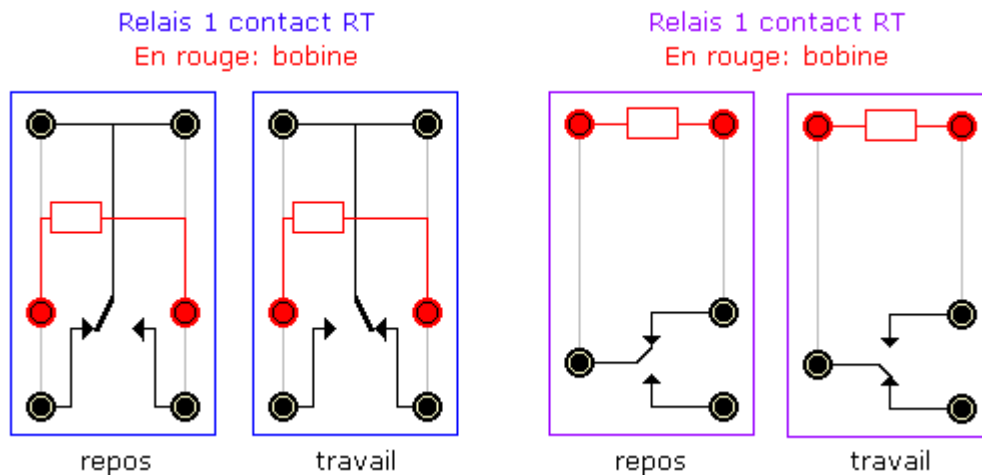 Relais 1 contact RT
En rouge: bobine
repos
travail
Relais 1 contact RT
En rouge: bobine
repos
travail